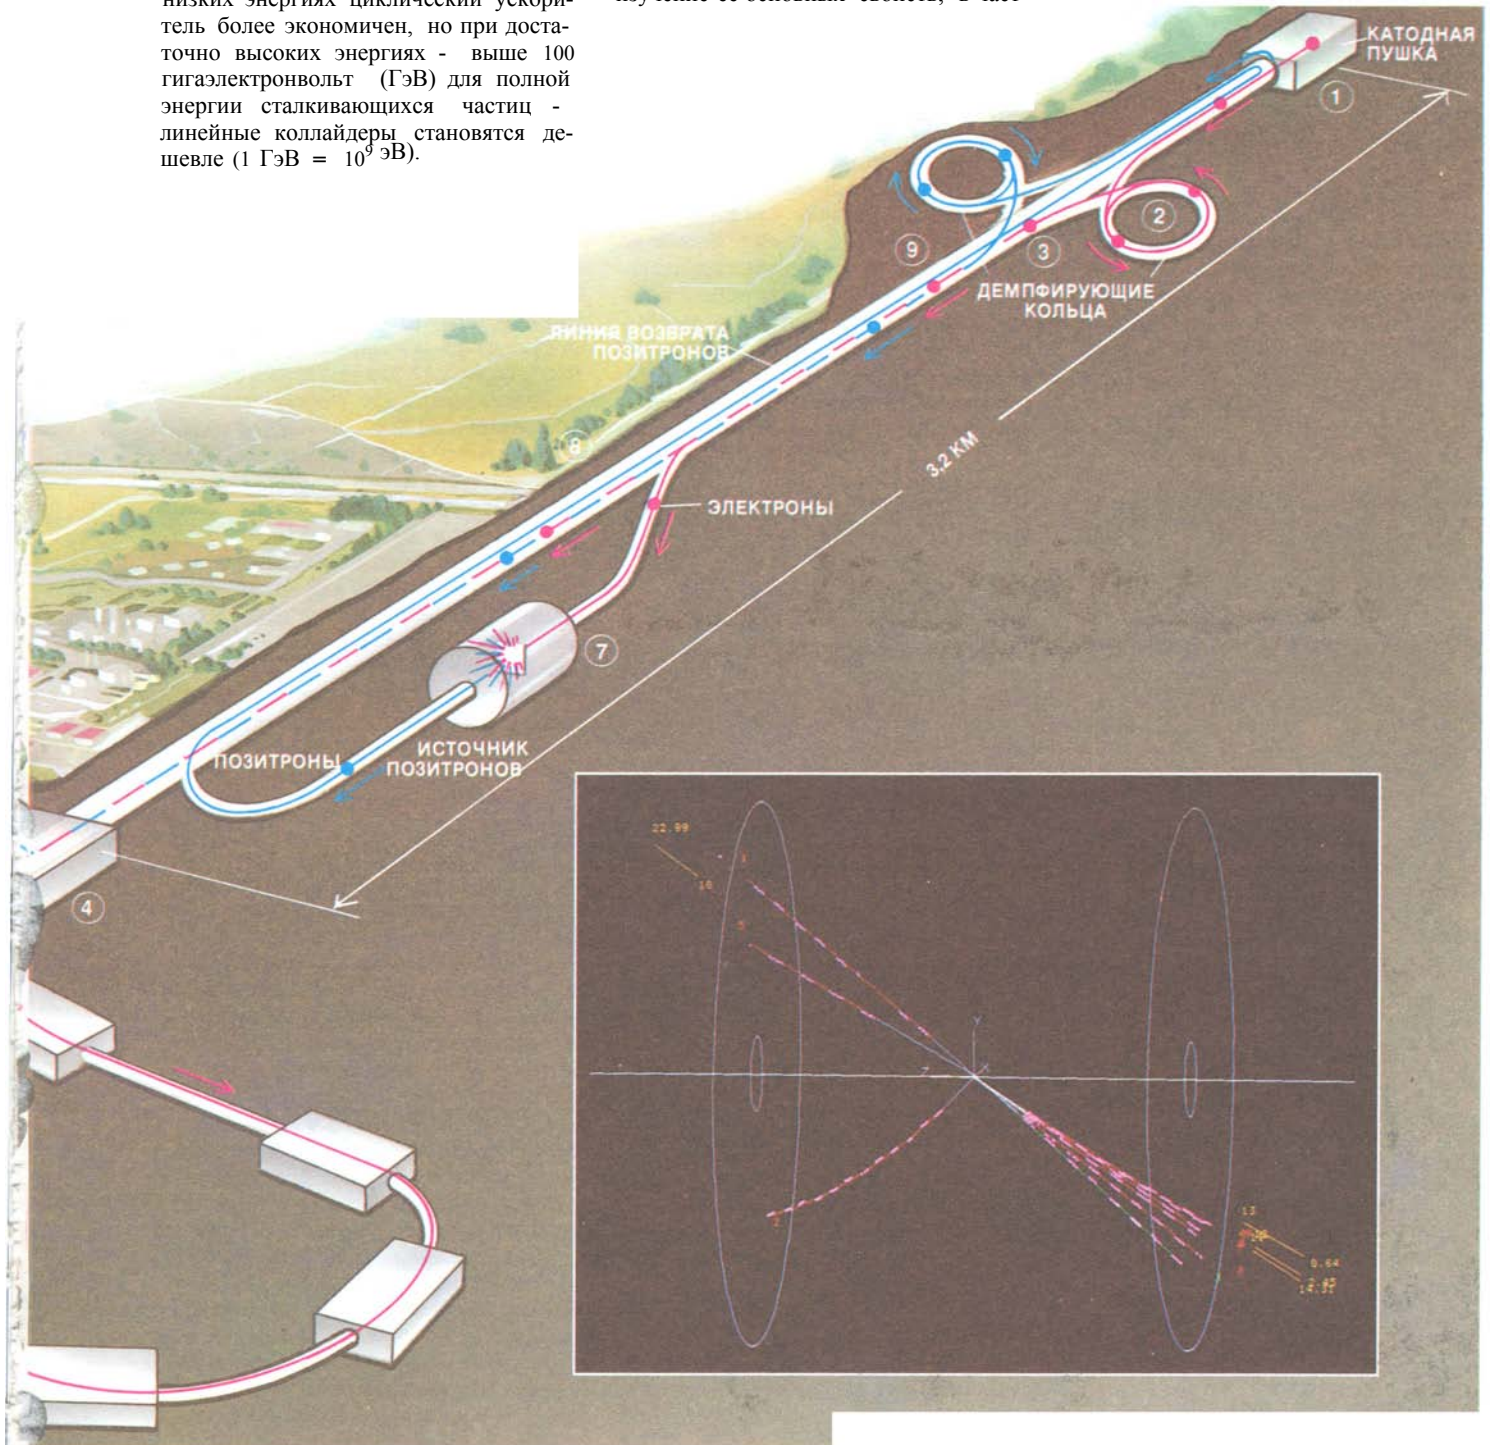 низких энергиях циклический ускори-
тель более экономичен, но при доста-
точно высоких энергиях - выше 100
гигаэлектронвольт (ГэВ) для полной
энергии сталкивающихся частиц -
линейные коллайдеры становятся де-
шевле (1 ГэВ = 10⁹ эВ).
КАТОДНАЯ
ПУШКА
1
2
9
3
ДЕМПФИРУЮЩИЕ
КОЛЬЦА
ЛИНИЯ ВОЗВРАТА
ПОЗИТРОНОВ
8
3,2 КМ
ЭЛЕКТРОНЫ
7
ИСТОЧНИК
ПОЗИТРОНОВ
ПОЗИТРОНЫ
4
22.99
16
Y
Z
X
2
13
0.64